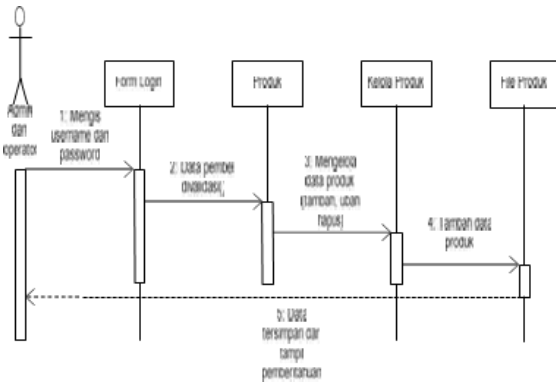 Form Login
Produk
Kelola Produk
File Produk
Admin
dan
operator
1: Mengisi
username dan
password
2: Data pembeli
divalidasi()
3: Mengelola
data produk
(tambah, ubah
hapus)
4: Tambah data
produk
5: Data
tersimpan dan
tampil
pemberitahuan